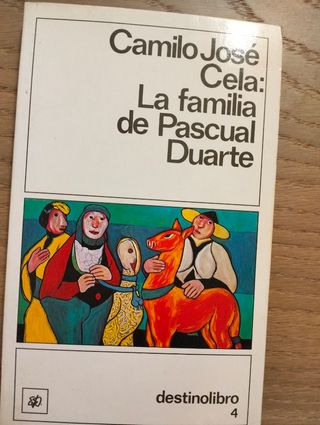 Camilo José
Cela:
La familia
de Pascual
Duarte
destinolibro
4